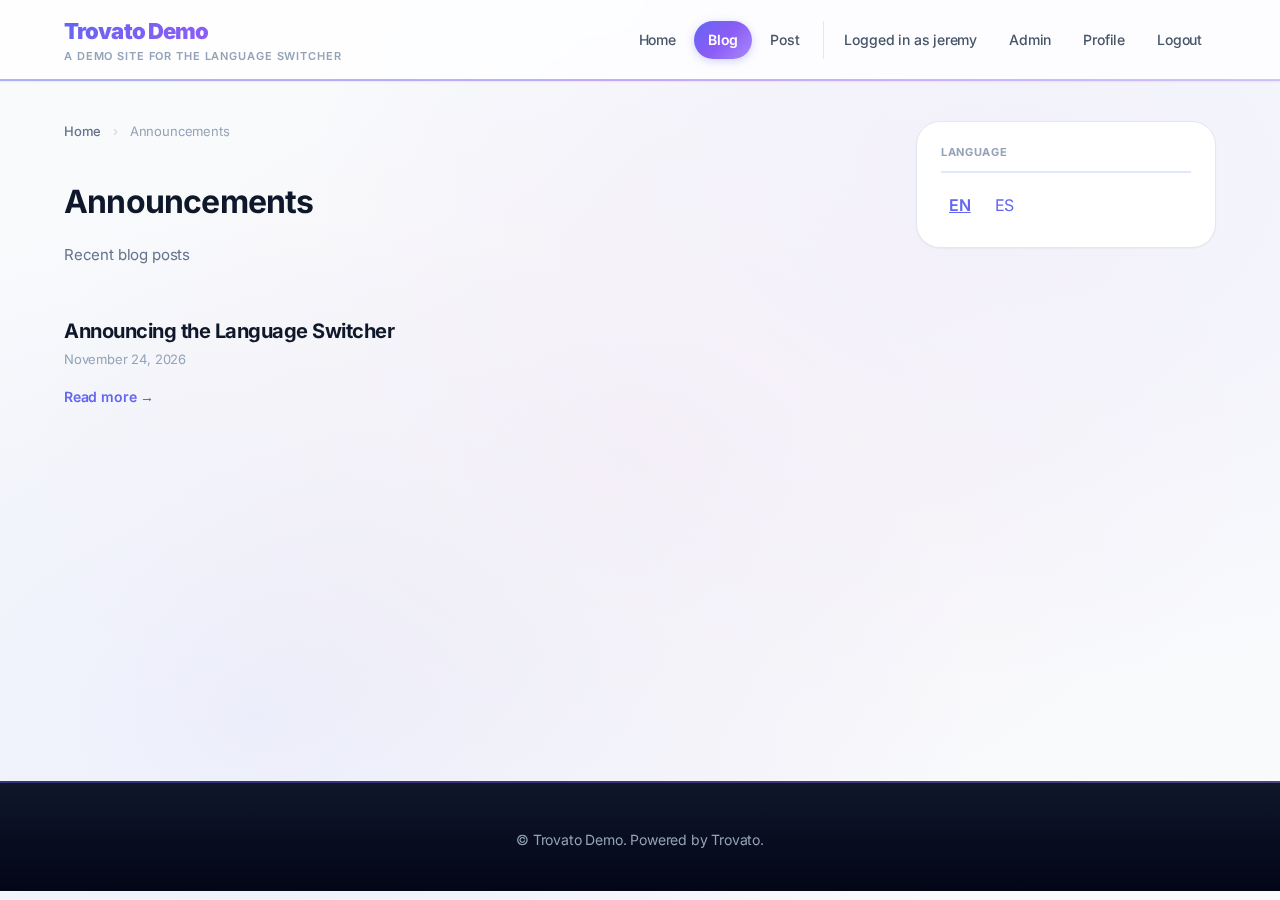 Trovato Demo
A DEMO SITE FOR THE LANGUAGE SWITCHER
Home
Blog
Post
Logged in as jeremy
Admin
Profile
Logout
Home › Announcements
Announcements
Recent blog posts
Announcing the Language Switcher
November 24, 2026
Read more →
LANGUAGE
EN ES
© Trovato Demo. Powered by Trovato.